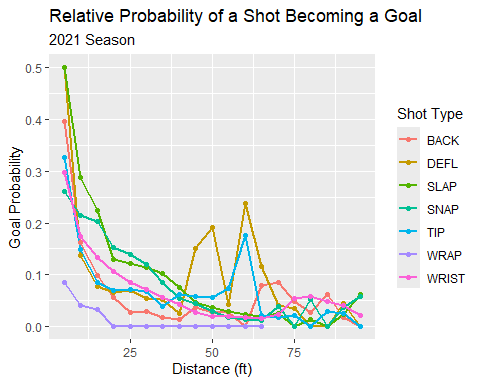 Relative Probability of a Shot Becoming a Goal
2021 Season
Goal Probability
0.5
0.4
0.3
0.2
0.1
0.0
25
50
75
Distance (ft)
Shot Type
BACK
DEFL
SLAP
SNAP
TIP
WRAP
WRIST